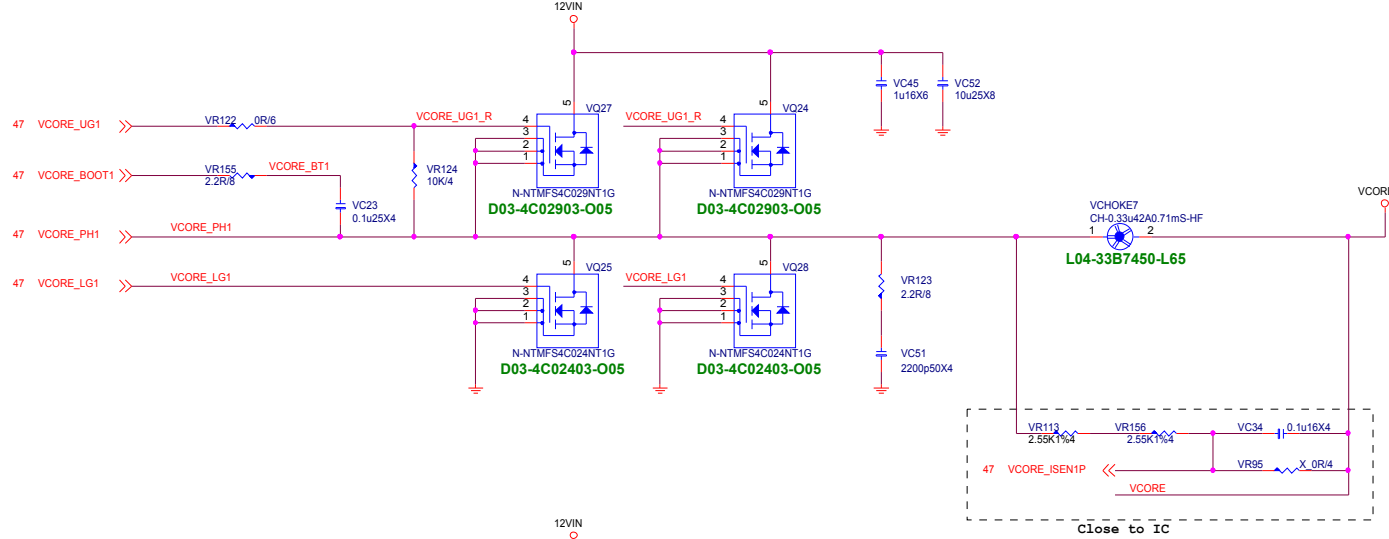 12VIN
VC45
1u16X6
VC52
10u25X8
47 VCORE_UG1
VR122 0R/6
VCORE_UG1_R
5
VQ27
4
3
2
1
VCORE_UG1_R
5
VQ24
4
3
2
1
47 VCORE_BOOT1
VR155
2.2R/8
VCORE_BT1
VR124
10K/4
N-NTMFS4C029NT1G
D03-4C02903-O05
N-NTMFS4C029NT1G
D03-4C02903-O05
VC23
0.1u25X4
VCORE
VCHOKE7
CH-0.33u42A0.71mS-HF
1
2
L04-33B7450-L65
47 VCORE_PH1
VCORE_PH1
47 VCORE_LG1
VCORE_LG1
5
VQ25
4
3
2
1
VCORE_LG1
5
VQ28
4
3
2
1
VR123
2.2R/8
N-NTMFS4C024NT1G
D03-4C02403-O05
N-NTMFS4C024NT1G
D03-4C02403-O05
VC51
2200p50X4
VR113
2.55K1%4
VR156
2.55K1%4
VC34
0.1u16X4
47 VCORE_ISEN1P
VR95
X_0R/4
VCORE
Close to IC
12VIN